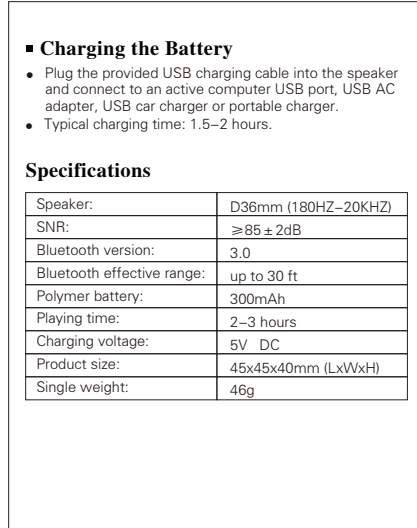 ▪ Charging the Battery
● Plug the provided USB charging cable into the speaker
and connect to an active computer USB port, USB AC
adapter, USB car charger or portable charger.
● Typical charging time: 1.5–2 hours.
Specifications
Speaker: D36mm (180HZ–20KHZ)
SNR: ⩾85±2dB
Bluetooth version: 3.0
Bluetooth effective range: up to 30 ft
Polymer battery: 300mAh
Playing time: 2–3 hours
Charging voltage: 5V DC
Product size: 45x45x40mm (LxWxH)
Single weight: 46g